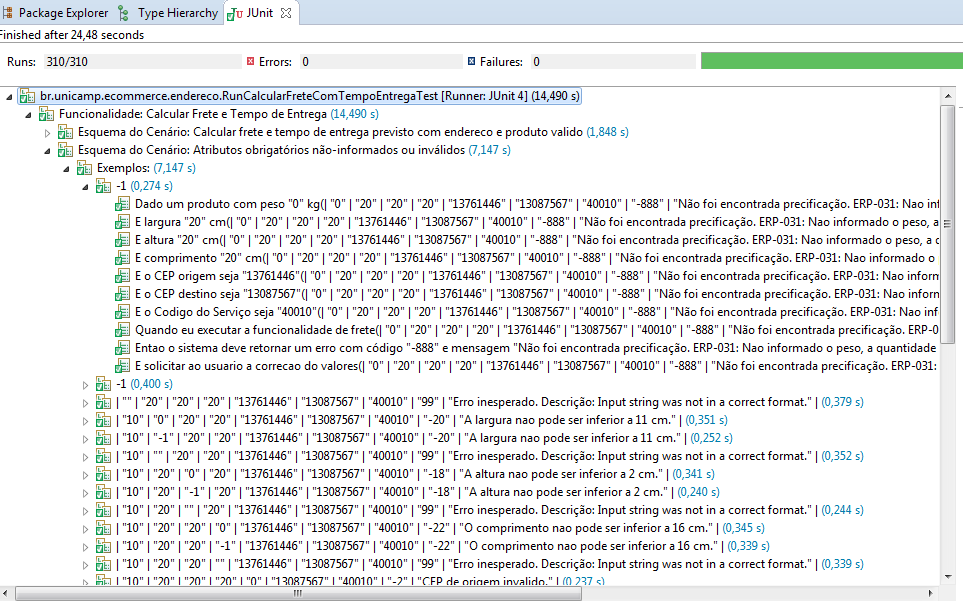 Package Explorer Type Hierarchy JUnit
Finished after 24,48 seconds
Runs: 310/310 Errors: 0 Failures: 0
br.unicamp.ecommerce.endereco.RunCalcularFreteComTempoEntregaTest [Runner: JUnit 4] (14,490 s)
Funcionalidade: Calcular Frete e Tempo de Entrega (14,490 s)
Esquema do Cenário: Calcular frete e tempo de entrega previsto com endereco e produto valido (1,848 s)
Esquema do Cenário: Atributos obrigatórios não-informados ou inválidos (7,147 s)
Exemplos: (7,147 s)
-1 (0,274 s)
Dado um produto com peso "0" kg(| "0" | "20" | "20" | "20" | "13761446" | "13087567" | "40010" | "-888" | "Não foi encontrada precificação. ERP-031: Nao inf
E largura "20" cm(| "0" | "20" | "20" | "20" | "13761446" | "13087567" | "40010" | "-888" | "Não foi encontrada precificação. ERP-031: Nao informado o peso, a
E altura "20" cm(| "0" | "20" | "20" | "20" | "13761446" | "13087567" | "40010" | "-888" | "Não foi encontrada precificação. ERP-031: Nao informado o peso, a q
E comprimento "20" cm(| "0" | "20" | "20" | "20" | "13761446" | "13087567" | "40010" | "-888" | "Não foi encontrada precificação. ERP-031: Nao informado o
E o CEP origem seja "13761446"(| "0" | "20" | "20" | "20" | "13761446" | "13087567" | "40010" | "-888" | "Não foi encontrada precificação. ERP-031: Nao inform
E o CEP destino seja "13087567"(| "0" | "20" | "20" | "20" | "13761446" | "13087567" | "40010" | "-888" | "Não foi encontrada precificação. ERP-031: Nao inforn
E o Codigo do Serviço seja "40010"(| "0" | "20" | "20" | "20" | "13761446" | "13087567" | "40010" | "-888" | "Não foi encontrada precificação. ERP-031: Nao inf
Quando eu executar a funcionalidade de frete(| "0" | "20" | "20" | "20" | "13761446" | "13087567" | "40010" | "-888" | "Não foi encontrada precificação. ERP-0
Entao o sistema deve retornar um erro com código "-888" e mensagem "Não foi encontrada precificação. ERP-031: Nao informado o peso, a quantidade
E solicitar ao usuario a correcao do valores(| "0" | "20" | "20" | "20" | "13761446" | "13087567" | "40010" | "-888" | "Não foi encontrada precificação. ERP-031:
-1 (0,400 s)
| "" | "20" | "20" | "20" | "13761446" | "13087567" | "40010" | "99" | "Erro inesperado. Descrição: Input string was not in a correct format." | (0,379 s)
| "10" | "0" | "20" | "20" | "13761446" | "13087567" | "40010" | "-20" | "A largura nao pode ser inferior a 11 cm." | (0,351 s)
| "10" | "-1" | "20" | "20" | "13761446" | "13087567" | "40010" | "-20" | "A largura nao pode ser inferior a 11 cm." | (0,252 s)
| "10" | "" | "20" | "20" | "13761446" | "13087567" | "40010" | "99" | "Erro inesperado. Descrição: Input string was not in a correct format." | (0,352 s)
| "10" | "20" | "0" | "20" | "13761446" | "13087567" | "40010" | "-18" | "A altura nao pode ser inferior a 2 cm." | (0,341 s)
| "10" | "20" | "-1" | "20" | "13761446" | "13087567" | "40010" | "-18" | "A altura nao pode ser inferior a 2 cm." | (0,240 s)
| "10" | "20" | "" | "20" | "13761446" | "13087567" | "40010" | "99" | "Erro inesperado. Descrição: Input string was not in a correct format." | (0,244 s)
| "10" | "20" | "20" | "0" | "13761446" | "13087567" | "40010" | "-22" | "O comprimento nao pode ser inferior a 16 cm." | (0,345 s)
| "10" | "20" | "20" | "-1" | "13761446" | "13087567" | "40010" | "-22" | "O comprimento nao pode ser inferior a 16 cm." | (0,339 s)
| "10" | "20" | "20" | "" | "13761446" | "13087567" | "40010" | "99" | "Erro inesperado. Descrição: Input string was not in a correct format." | (0,339 s)
| "10" | "20" | "20" | "20" | "0" | "13087567" | "40010" | "-2" | "CEP de origem invalido." | (0,237 s)